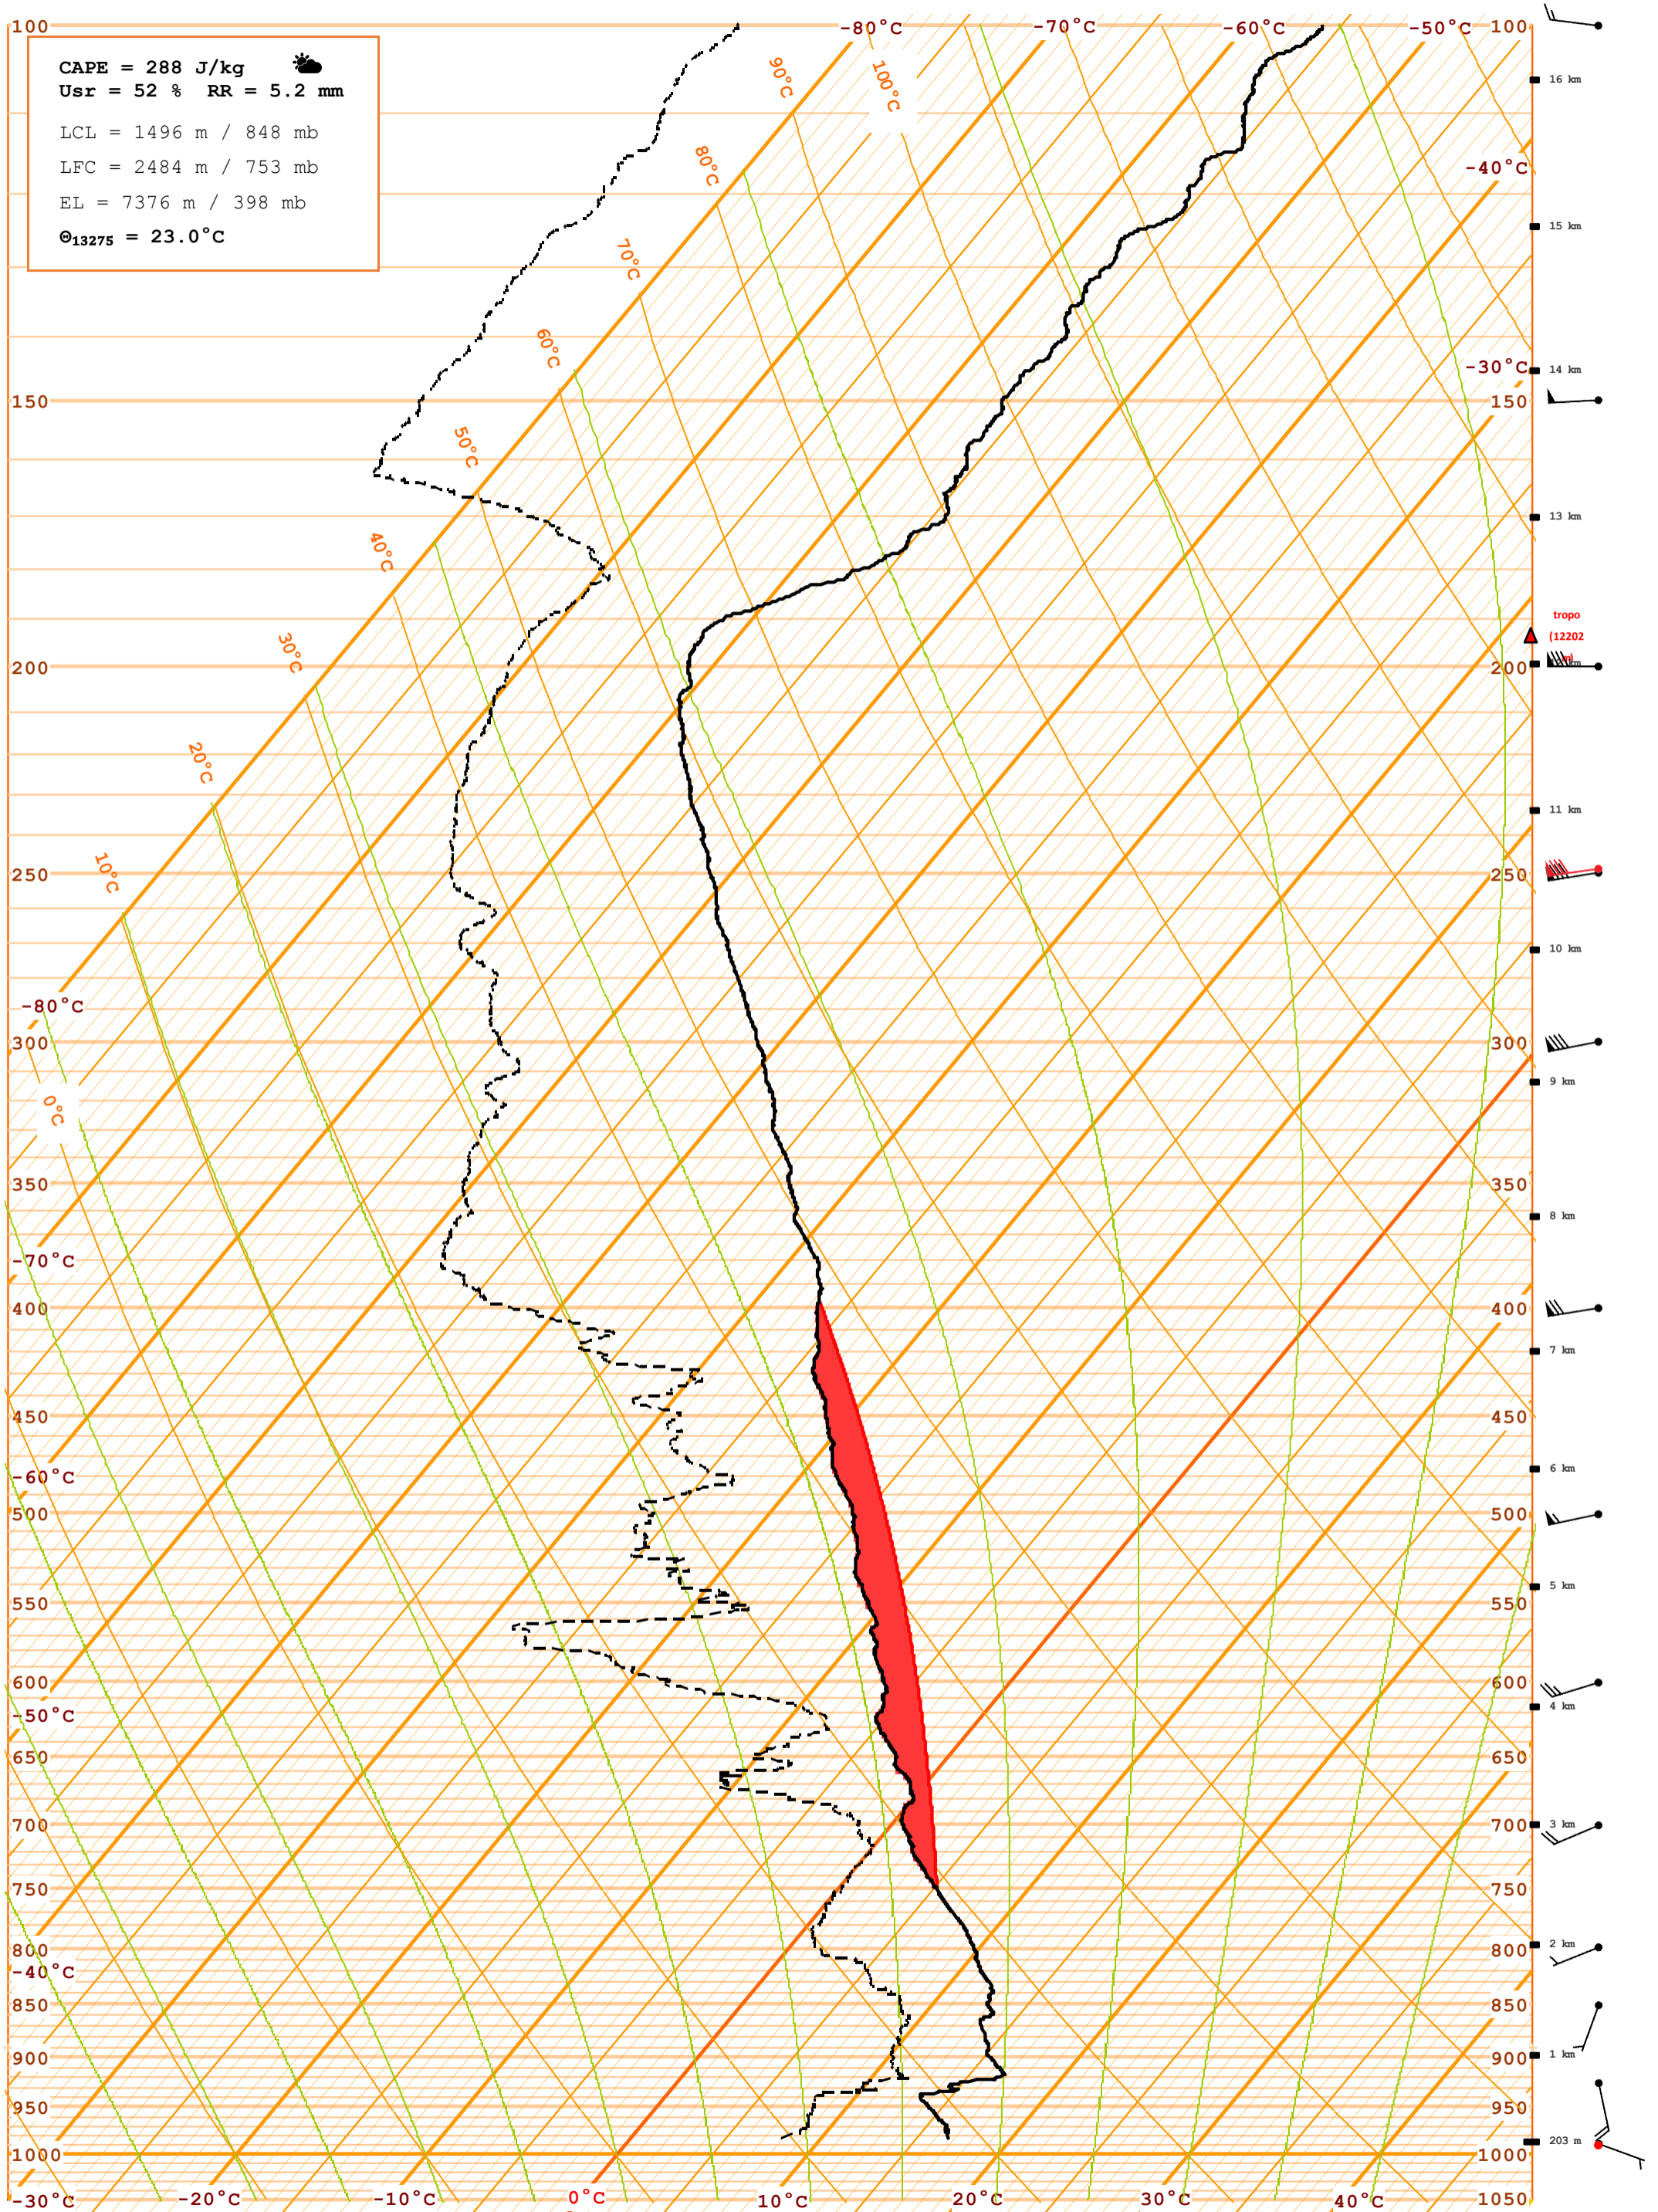 100 -80°C -70°C -60°C -50°C 100
CAPE = 288 J/kg
Usr = 52 % RR = 5.2 mm
LCL = 1496 m / 848 mb
LFC = 2484 m / 753 mb
EL = 7376 m / 398 mb
Θ13275 = 23.0°C
90°C 100°C
16 km
80°C
-40°C
15 km
70°C
60°C
-30°C 14 km
150 150
50°C
13 km
40°C
tropo
(12202
30°C
200 200
20°C
11 km
10°C
250 250
10 km
-80°C
300 300
9 km
0°C
350 350
8 km
-70°C
400 400
7 km
450 450
6 km
-60°C
500 500
5 km
550 550
600 600
4 km
-50°C
650 650
700 700 3 km
750 750
800 800 2 km
-40°C
850 850
900 900 1 km
950 950
203 m
1000 1000
-30°C -20°C -10°C 0°C 10°C 20°C 30°C 40°C 1050